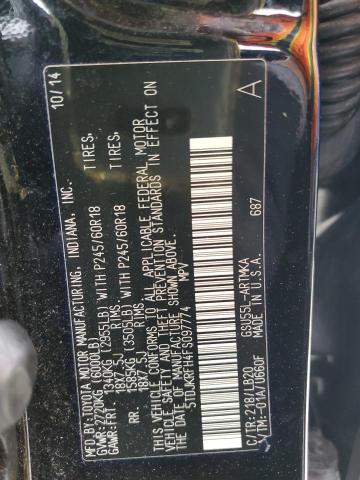 MFD. BY: TOYOTA MOTOR MANUFACTURING, INDIANA, INC. 10/14
GVWR: 2720KG (6000LB)
GAWR: FRT. 1340KG (2955LB) WITH P245/60R18 TIRES,
18X7.5J RIMS
RR. 1585KG (3505LB) WITH P245/60R18 TIRES,
18X7.5J RIMS
THIS VEHICLE CONFORMS TO ALL APPLICABLE FEDERAL MOTOR
VEHICLE SAFETY AND THEFT PREVENTION STANDARDS IN EFFECT ON
THE DATE OF MANUFACTURE SHOWN ABOVE.
5TDJKRFH4FS097774 MPV
A
C/TR: 218/LB20 GSU55L-ARTMKA 687
A/TM: -01A/U660F MADE IN U.S.A.